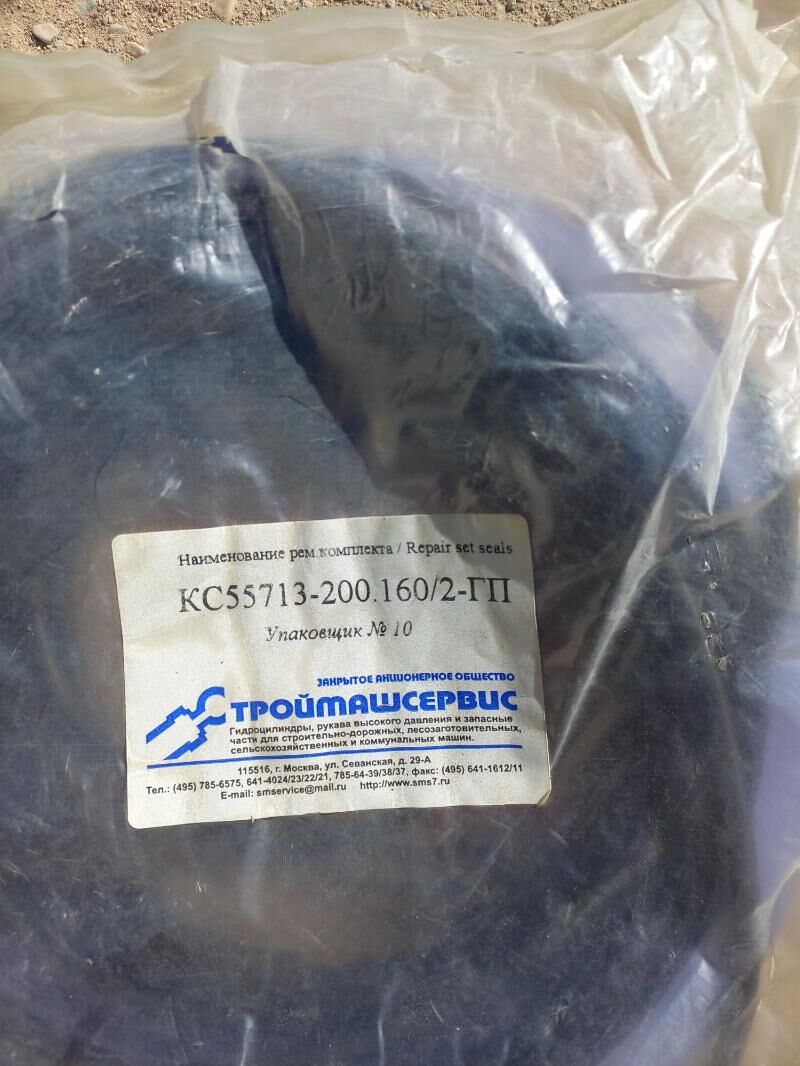 Наименование рем.комплекта / Repair set seals
КС55713-200.160/2-ГП
Упаковщик № 10
ЗАКРЫТОЕ АКЦИОНЕРНОЕ ОБЩЕСТВО
СТРОЙМАШСЕРВИС
Гидроцилиндры, рукава высокого давления и запасные
части для строительно-дорожных, лесозаготовительных,
сельскохозяйственных и коммунальных машин.
115516, г. Москва, ул. Севанская, д. 29-А
Тел.: (495) 785-6575, 641-4024/23/22/21, 785-64-39/38/37, факс: (495) 641-1612/11
E-mail: smservice@mail.ru http://www.sms7.ru